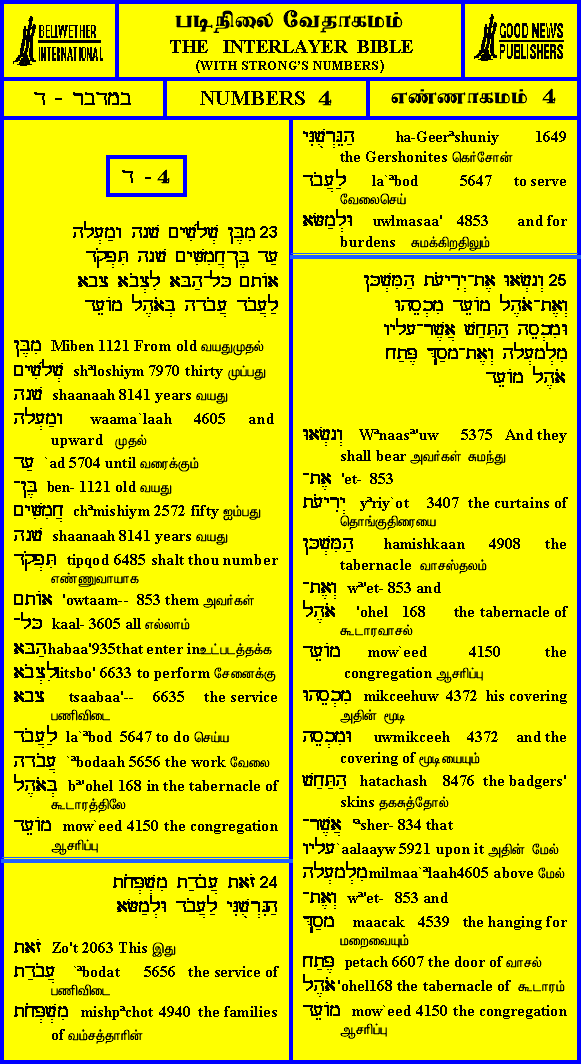 BELLWETHER
INTERNATIONAL
படிநிலை வேதாகமம்
THE INTERLAYER BIBLE
(WITH STRONG'S NUMBERS)
GOOD NEWS
PUBLISHERS
במדבר - ד
NUMBERS 4
எண்ணாகமம் 4
ד - 4
23 מִבֶּן שְׁלֹשִׁים שָׁנָה וּמַעְלָה
עַד בֶּן־חֲמִשִּׁים שָׁנָה תִּפְקֹד
אוֹתָם כָּל־הַבָּא לִצְבֹא צָבָא
לַעֲבֹד עֲבֹדָה בְּאֹהֶל מוֹעֵד
מִבֶּן Miben 1121 From old வயதுமுதல்
שְׁלֹשִׁים shªloshiym 7970 thirty முப்பது
שָׁנָה shaanaah 8141 years வயது
וּמַעְלָה waama`laah 4605 and
upward முதல்
עַד `ad 5704 until வரைக்கும்
בֶּן־ ben- 1121 old வயது
חֲמִשִּׁים chªmishiym 2572 fifty ஐம்பது
שָׁנָה shaanaah 8141 years வயது
תִּפְקֹד tipqod 6485 shalt thou number
எண்ணுவாயாக
אוֹתָם 'owtaam-- 853 them அவர்கள்
כָּל־ kaal- 3605 all எல்லாம்
הַבָּא habaa'935that enter inஉட்படத்தக்க
לִצְבֹא litsbo' 6633 to perform சேனைக்கு
צָבָא tsaabaa'-- 6635 the service
பணிவிடை
לַעֲבֹד la`ªbod 5647 to do செய்ய
עֲבֹדָה `ªbodaah 5656 the work வேலை
בְּאֹהֶל bª'ohel 168 in the tabernacle of
கூடாரத்திலே
מוֹעֵד mow`eed 4150 the congregation
ஆசரிப்பு
24 זֹאת עֲבֹדַת מִשְׁפְּחֹת
הַגֵּרְשֻׁנִּי לַעֲבֹד וּלְמַשָּׂא
זֹאת Zo't 2063 This இது
עֲבֹדַת `ªbodat 5656 the service of
பணிவிடை
מִשְׁפְּחֹת mishpªchot 4940 the families
of வம்சத்தாரின்
הַגֵּרְשֻׁנִּי ha-Geerªshuniy 1649
the Gershonites கெர்சோன்
לַעֲבֹד la`ªbod 5647 to serve
வேலைசெய்
וּלְמַשָּׂא uwlmasaa' 4853 and for
burdens சுமக்கிறதிலும்
25 וְנָשְׂאוּ אֶת־יְרִיעֹת הַמִּשְׁכָּן
וְאֶת־אֹהֶל מוֹעֵד מִכְסֵהוּ
וּמִכְסֵה הַתַּחַשׁ אֲשֶׁר־עָלָיו
מִלְמָעְלָה וְאֶת־מָסַךְ פֶּתַח
אֹהֶל מוֹעֵד
וְנָשְׂאוּ Wªnaasª'uw 5375 And they
shall bear அவர்கள் சுமந்து
אֶת־ 'et- 853
יְרִיעֹת yªriy`ot 3407 the curtains of
தொங்குதிரையை
הַמִּשְׁכָּן hamishkaan 4908 the
tabernacle வாசஸ்தலம்
וְאֶת־ wª'et- 853 and
אֹהֶל 'ohel 168 the tabernacle of
கூடாரவாசல்
מוֹעֵד mow`eed 4150 the
congregation ஆசரிப்பு
מִכְסֵהוּ mikceehuw 4372 his covering
அதின் மூடி
וּמִכְסֵה uwmikceeh 4372 and the
covering of மூடியையும்
הַתַּחַשׁ hatachash 8476 the badgers'
skins தகசுத்தோல்
אֲשֶׁר־ ªsher- 834 that
עָלָיו `aalaayw 5921 upon it அதின் மேல்
מִלְמַעְלָה milmaa`ªlaah4605 above மேல்
וְאֶת־ wª'et- 853 and
מָסַךְ maacak 4539 the hanging for
மறைவையும்
פֶּתַח petach 6607 the door of வாசல்
אֹהֶל 'ohel168 the tabernacle of கூடாரம்
מוֹעֵד mow`eed 4150 the congregation
ஆசரிப்பு